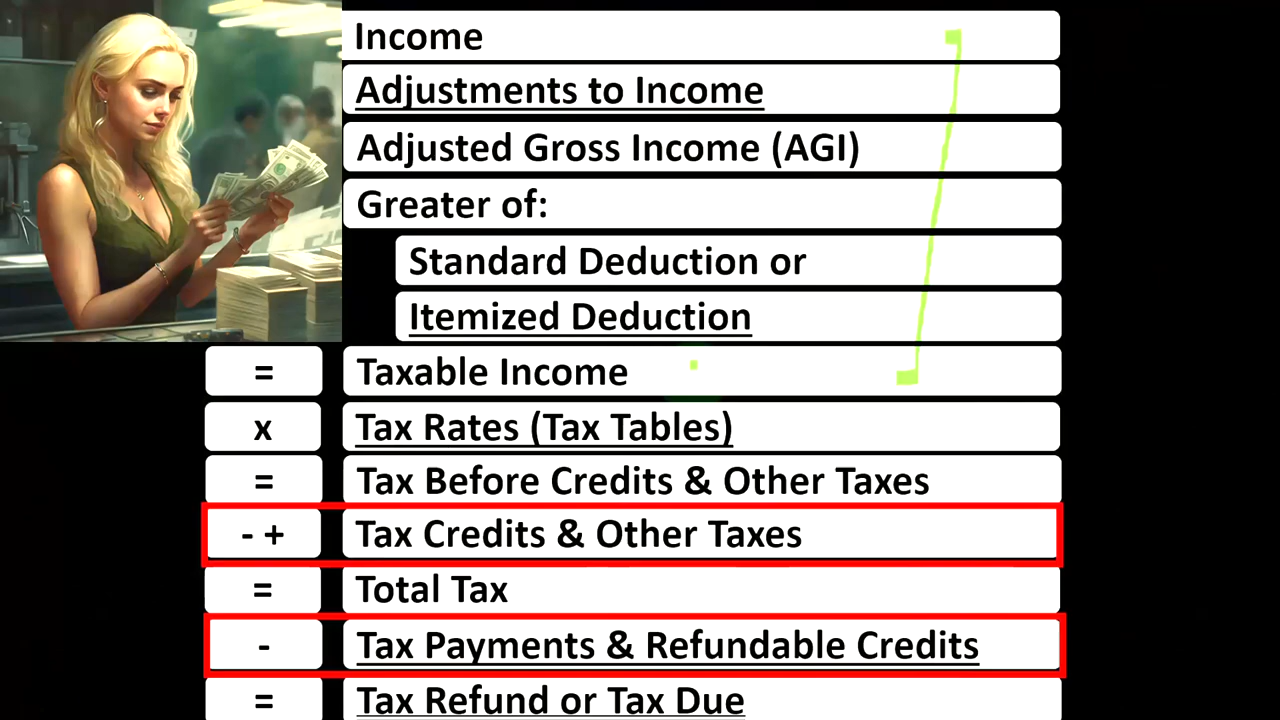 Income
Adjustments to Income
Adjusted Gross Income (AGI)
Greater of:
Standard Deduction or
Itemized Deduction
= Taxable Income
x Tax Rates (Tax Tables)
= Tax Before Credits & Other Taxes
- + Tax Credits & Other Taxes
= Total Tax
- Tax Payments & Refundable Credits
= Tax Refund or Tax Due